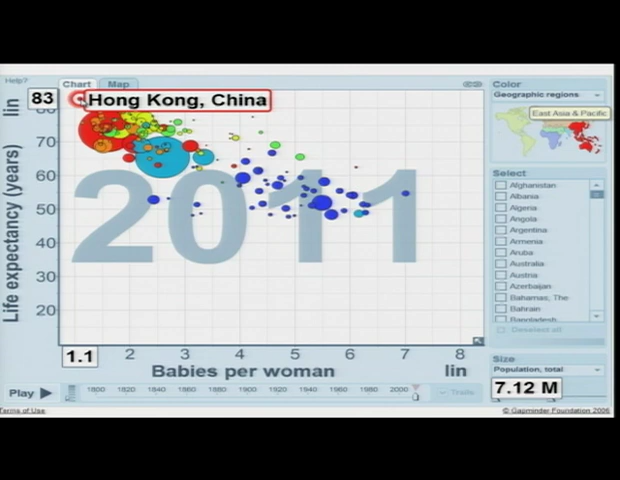 Help?
Chart
Map
Color
Geographic regions
East Asia & Pacific
83
Hong Kong, China
lin
Life expectancy (years)
70
60
50
40
30
20
2011
Select
Afghanistan
Albania
Algeria
Angola
Argentina
Armenia
Aruba
Australia
Austria
Azerbaijan
Bahamas, The
Bahrain
Bangladesh
Deselect all
1.1
2
3
4
5
6
7
8
Babies per woman
lin
Size
Population, total
7.12 M
Play
1800
1820
1840
1860
1880
1900
1920
1940
1960
1980
2000
Trails
Terms of Use
© Gapminder Foundation 2006